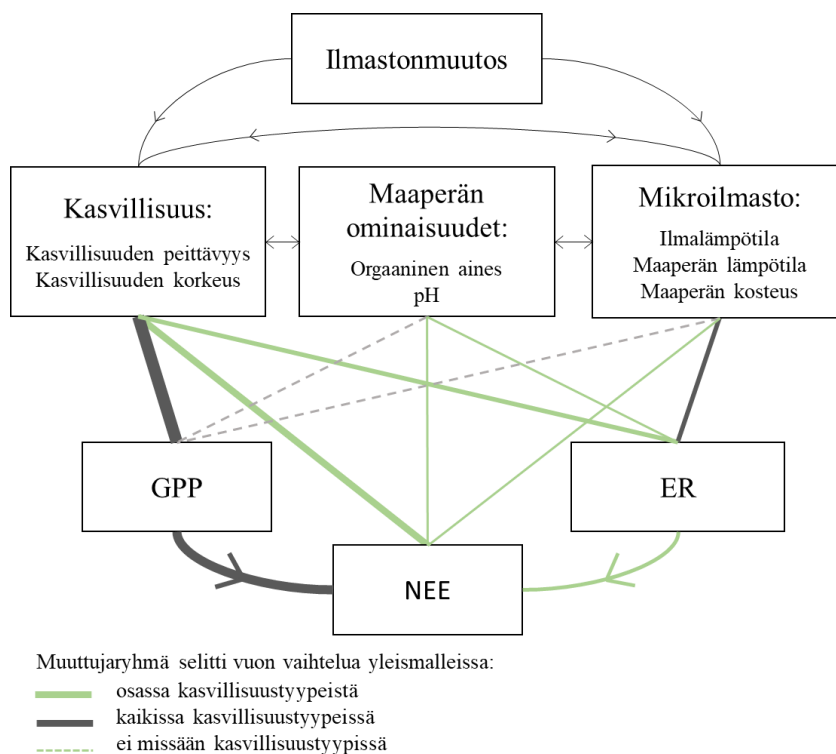 Ilmastonmuutos
Kasvillisuus:
Kasvillisuuden peittävyys
Kasvillisuuden korkeus
Maaperän
ominaisuudet:
Orgaaninen aines
pH
Mikroilmasto:
Ilmalämpötila
Maaperän lämpötila
Maaperän kosteus
GPP
ER
NEE
Muuttujaryhmä selitti vuon vaihtelua yleismalleissa:
osassa kasvillisuustyypeistä
kaikissa kasvillisuustyypeissä
ei missään kasvillisuustyypissä